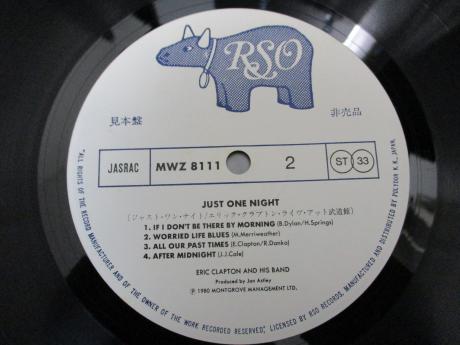 RSO
見本盤
非売品
JASRAC
MWZ 8111
2
ST 33
JUST ONE NIGHT
(ジャスト・ワン・ナイト/エリック・クラプトン・ライヴ・アット武道館)
1. IF I DON'T BE THERE BY MORNING (B.Dylan/H.Springs)
2. WORRIED LIFE BLUES (M.Merriweather)
3. ALL OUR PAST TIMES (E.Clapton/R.Danko)
4. AFTER MIDNIGHT (J.J.Cale)
ERIC CLAPTON AND HIS BAND
Produced by Jon Astley
℗ 1980 MONTGROVE MANAGEMENT LTD.
"ALL RIGHTS OF THE RECORD MANUFACTURER AND OF THE OWNER OF THE WORK RECORDED RESERVED", LICENSED BY RSO RECORDS, MANUFACTURED AND DISTRIBUTED BY POLYDOR K.K., JAPAN.